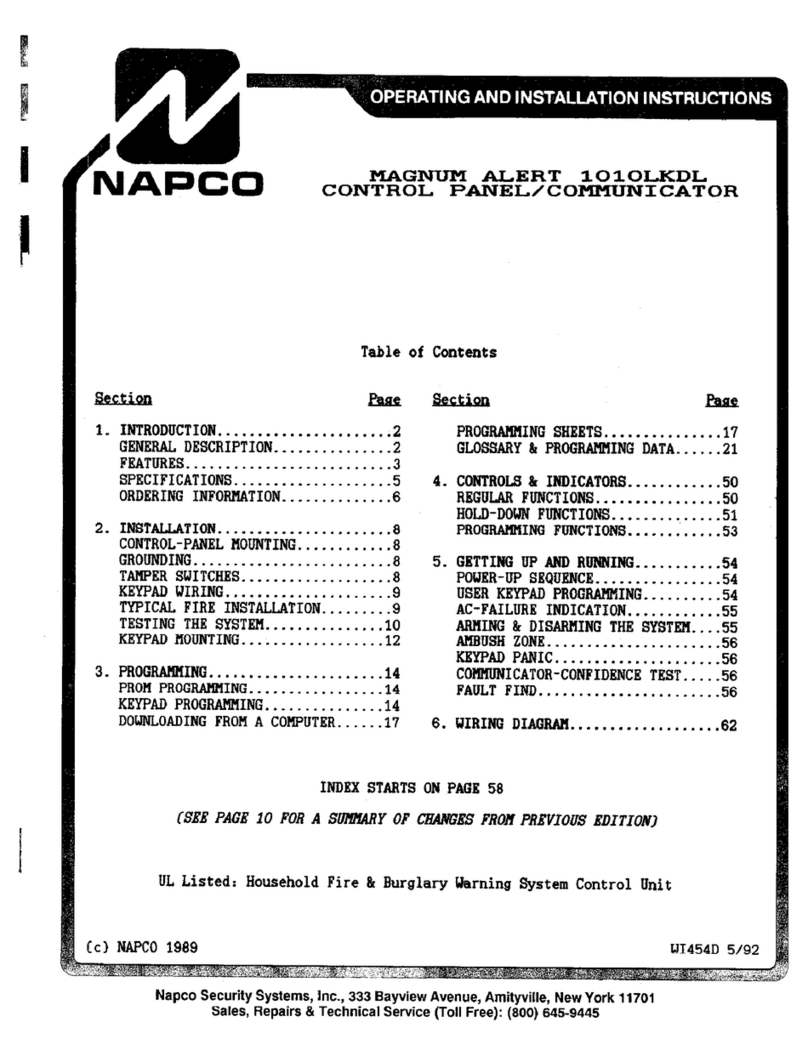 OPERATING AND INSTALLATION INSTRUCTIONS
NAPCO
MAGNUM ALERT 1010LKDL
CONTROL PANEL/COMMUNICATOR
Table of Contents
Section Page
1. INTRODUCTION......................2
GENERAL DESCRIPTION...............2
FEATURES..........................3
SPECIFICATIONS....................5
ORDERING INFORMATION..............6
2. INSTALLATION......................8
CONTROL-PANEL MOUNTING............8
GROUNDING.........................8
TAMPER SWITCHES...................8
KEYPAD WIRING.....................9
TYPICAL FIRE INSTALLATION.........9
TESTING THE SYSTEM...............10
KEYPAD MOUNTING..................12
3. PROGRAMMING......................14
PROM PROGRAMMING.................14
KEYPAD PROGRAMMING...............14
DOWNLOADING FROM A COMPUTER......17
Section Page
PROGRAMMING SHEETS...............17
GLOSSARY & PROGRAMMING DATA......21
4. CONTROLS & INDICATORS............50
REGULAR FUNCTIONS................50
HOLD-DOWN FUNCTIONS..............51
PROGRAMMING FUNCTIONS............53
5. GETTING UP AND RUNNING...........54
POWER-UP SEQUENCE................54
USER KEYPAD PROGRAMMING..........54
AC-FAILURE INDICATION............55
ARMING & DISARMING THE SYSTEM....55
AMBUSH ZONE......................56
KEYPAD PANIC.....................56
COMMUNICATOR-CONFIDENCE TEST.....56
FAULT FIND.......................56
6. WIRING DIAGRAM...................62
INDEX STARTS ON PAGE 58
(SEE PAGE 10 FOR A SUMMARY OF CHANGES FROM PREVIOUS EDITION)
UL Listed: Household Fire & Burglary Warning System Control Unit
(c) NAPCO 1989 WI454D 5/92
Napco Security Systems, Inc., 333 Bayview Avenue, Amityville, New York 11701
Sales, Repairs & Technical Service (Toll Free): (800) 645-9445